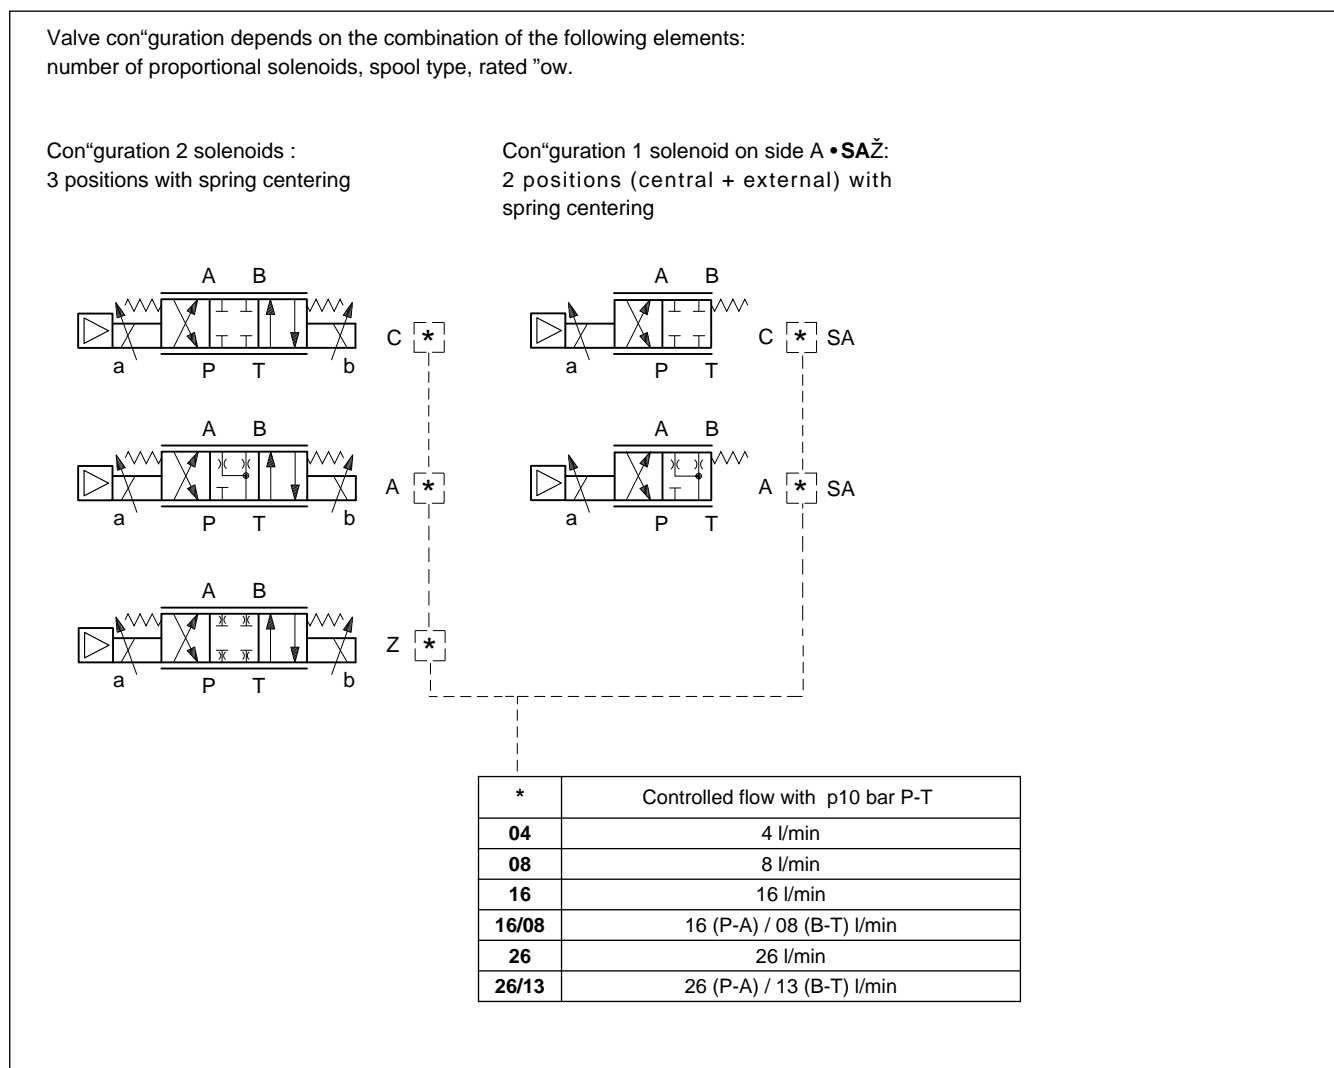 Valve con“guration depends on the combination of the following elements:
number of proportional solenoids, spool type, rated ”ow.
Con“guration 2 solenoids :
3 positions with spring centering
Con“guration 1 solenoid on side A •SAŽ:
2 positions (central + external) with
spring centering
A B
a P T b
C *
A B
a P T
C * SA
A B
a P T b
A *
A B
a P T
A * SA
A B
a P T b
Z *
* Controlled flow with p10 bar P-T
04 4 l/min
08 8 l/min
16 16 l/min
16/08 16 (P-A) / 08 (B-T) l/min
26 26 l/min
26/13 26 (P-A) / 13 (B-T) l/min